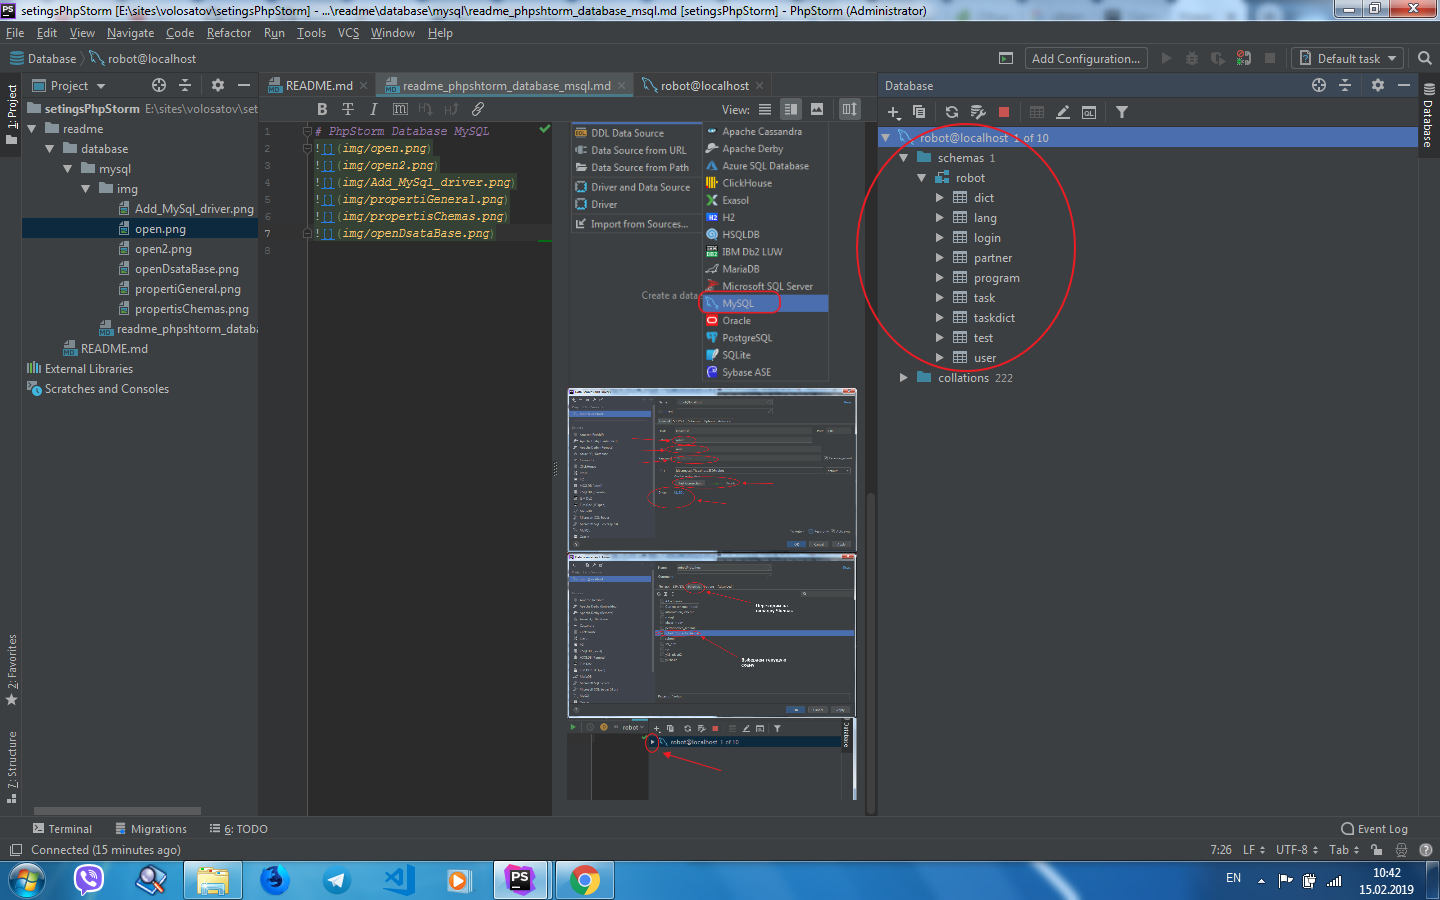 setingsPhpStorm [E:\sites\volosatov\setingsPhpStorm] - ...\readme\database\mysql\readme_phpshtorm_database_msql.md [setingsPhpStorm] - PhpStorm (Administrator)
File Edit View Navigate Code Refactor Run Tools VCS Window Help
Database robot@localhost
Add Configuration... Default task
1: Project
2: Favorites
7: Structure
Project
setingsPhpStorm E:\sites\volosatov\set
readme
database
mysql
img
Add_MySql_driver.png
open.png
open2.png
openDsataBase.png
propertiGeneral.png
propertisChemas.png
readme_phpshtorm_databa
README.md
External Libraries
Scratches and Consoles
README.md readme_phpshtorm_database_msql.md robot@localhost
View:
1 # PhpStorm Database MySQL
2 ![](img/open.png)
3 ![](img/open2.png)
4 ![](img/Add_MySql_driver.png)
5 ![](img/propertiGeneral.png)
6 ![](img/propertisChemas.png)
7 ![](img/openDsataBase.png)
8
DDL Data Source
Data Source from URL
Data Source from Path
Driver and Data Source
Driver
Import from Sources...
Create a data
Apache Cassandra
Apache Derby
Azure SQL Database
ClickHouse
Exasol
H2
HSQLDB
IBM Db2 LUW
MariaDB
Microsoft SQL Server
MySQL
Oracle
PostgreSQL
SQLite
Sybase ASE
Переходим на
Выбираем текущую
схему
robot
robot@localhost 1 of 10
Database
Database
Database
robot@localhost 1 of 10
schemas 1
robot
dict
lang
login
partner
program
task
taskdict
test
user
collations 222
Terminal Migrations 6: TODO Event Log
Connected (15 minutes ago) 7:26 LF UTF-8 Tab
EN
10:42
15.02.2019